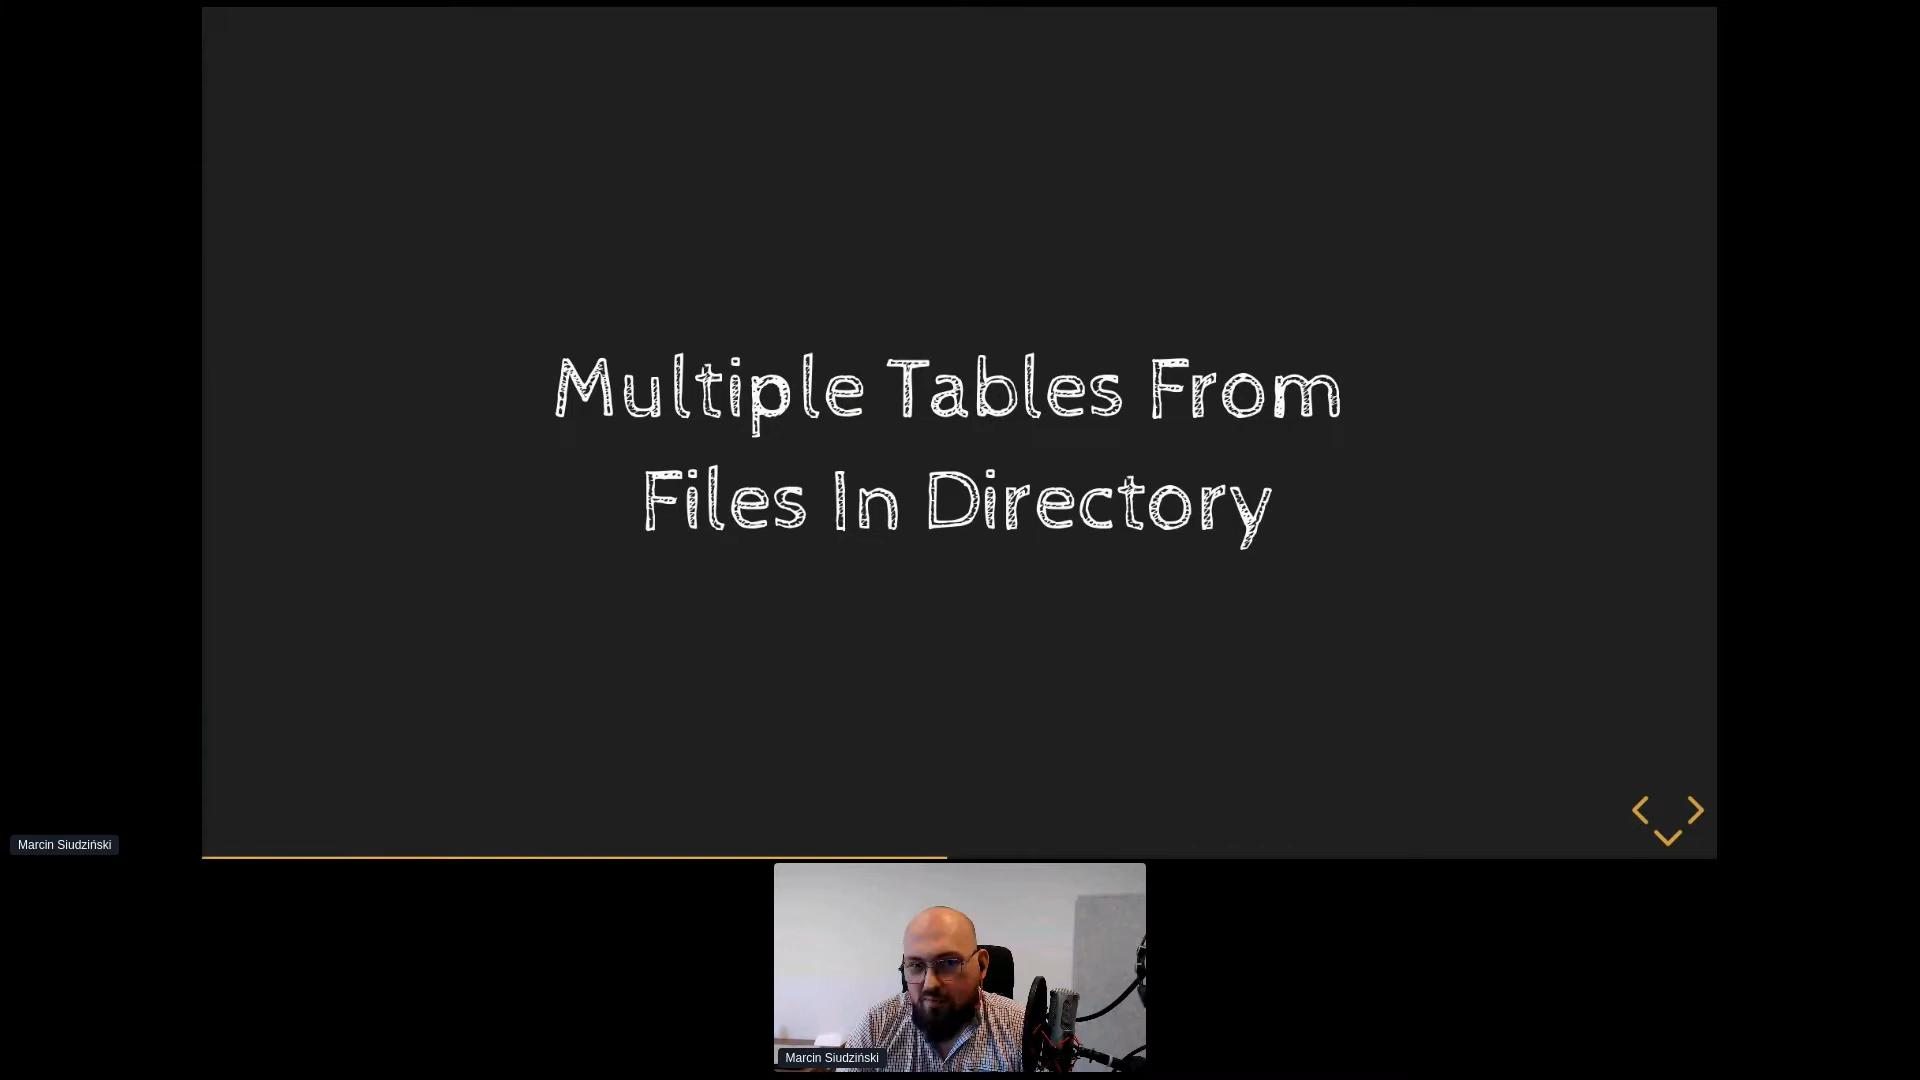 Multiple Tables From
Files In Directory
Marcin Siudziński
Marcin Siudziński